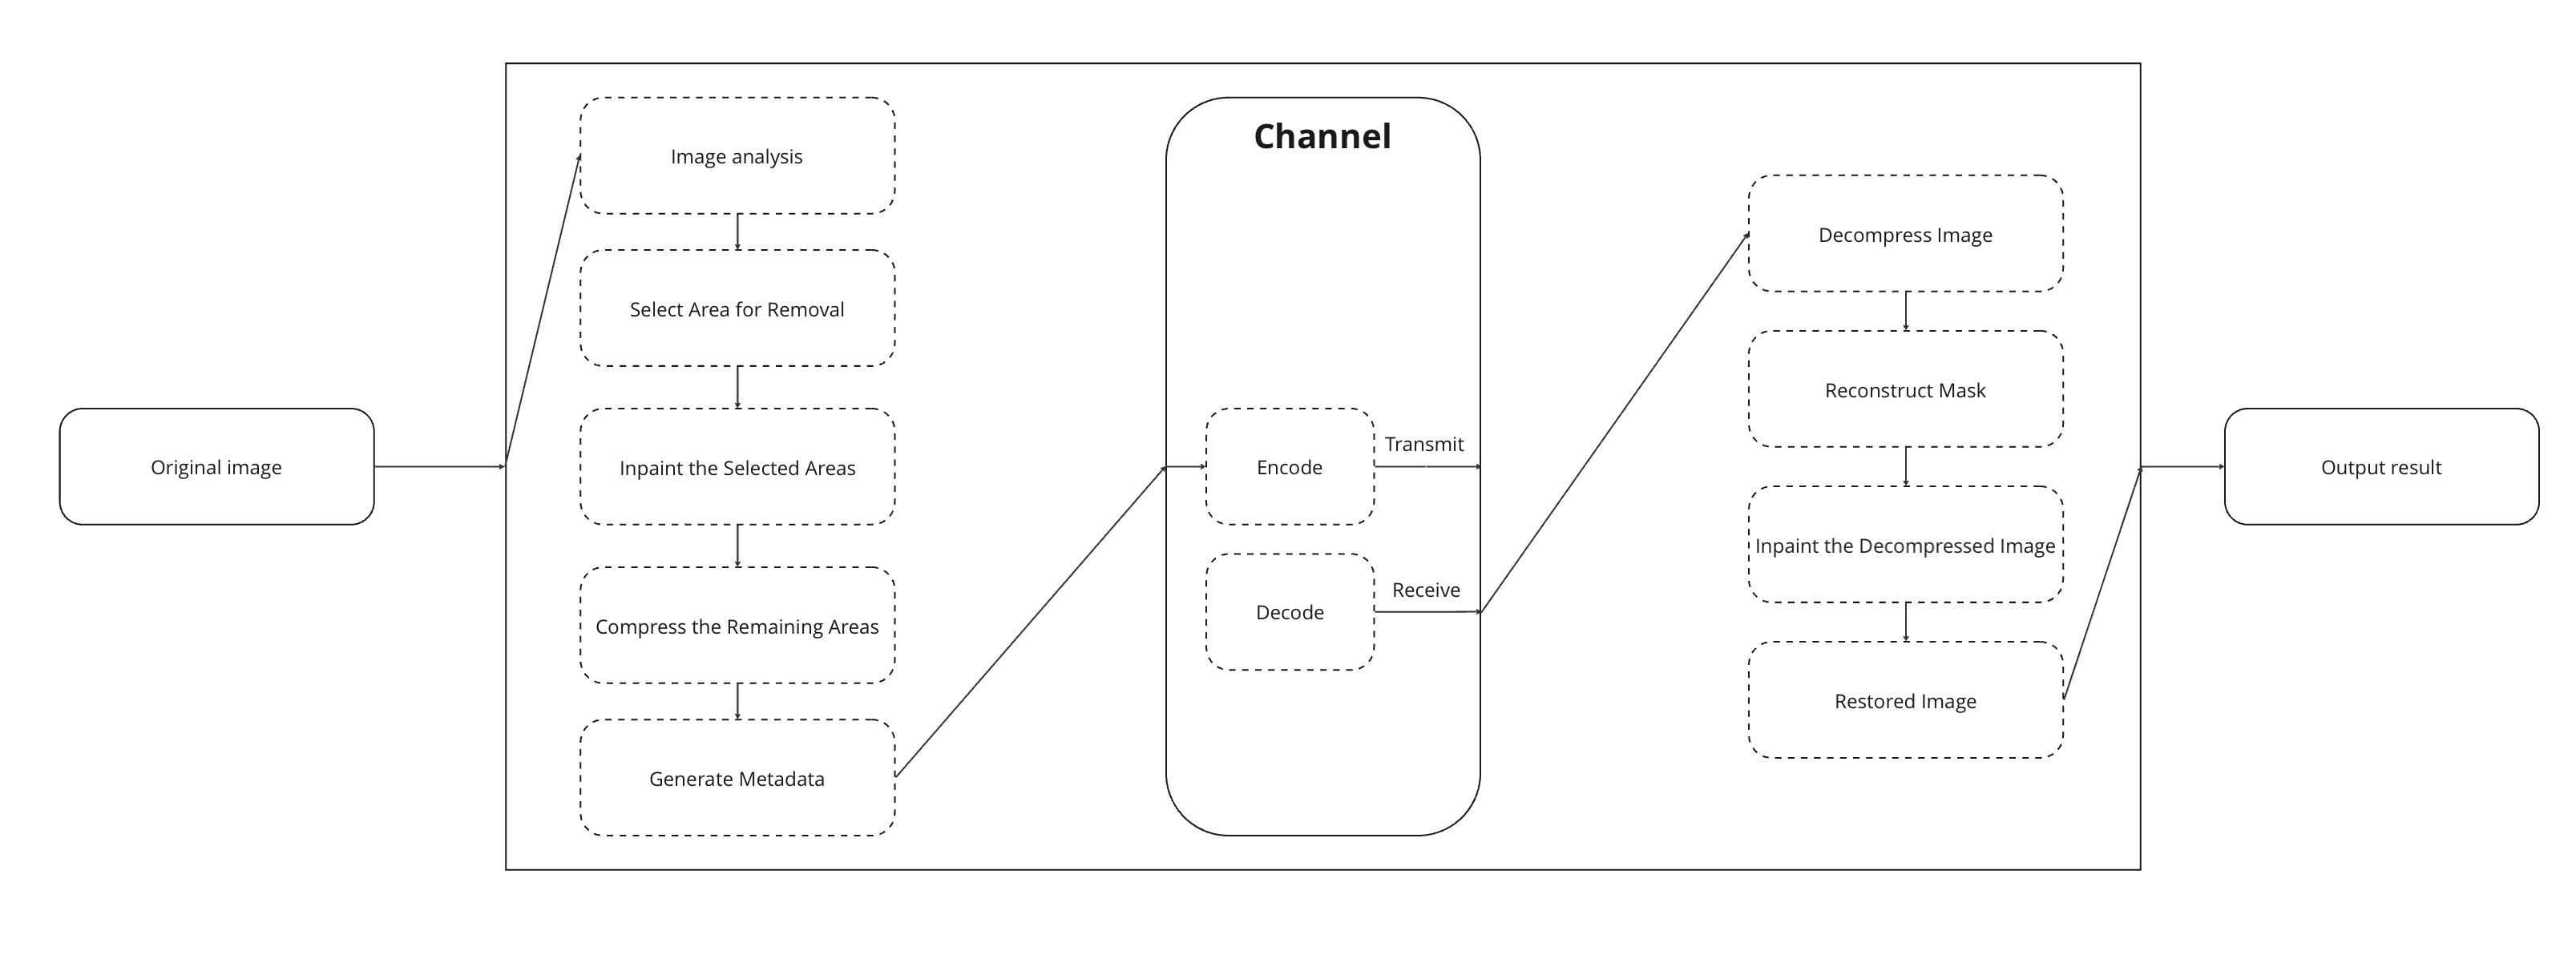 Original image
Image analysis
Select Area for Removal
Inpaint the Selected Areas
Compress the Remaining Areas
Generate Metadata
Channel
Encode
Transmit
Decode
Receive
Decompress Image
Reconstruct Mask
Inpaint the Decompressed Image
Restored Image
Output result